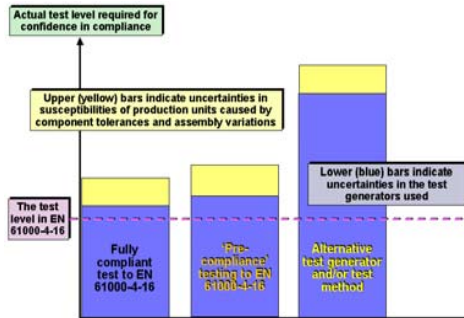 Actual test level required for
confidence in compliance
Upper (yellow) bars indicate uncertainties in
susceptibilities of production units caused by
component tolerances and assembly variations
Lower (blue) bars indicate
uncertainties in the test
generators used
The test
level in EN
61000-4-16
Fully
compliant
test to EN
61000-4-16
'Pre-
compliance'
testing to EN
61000-4-16
Alternative
test generator
and/or test
method